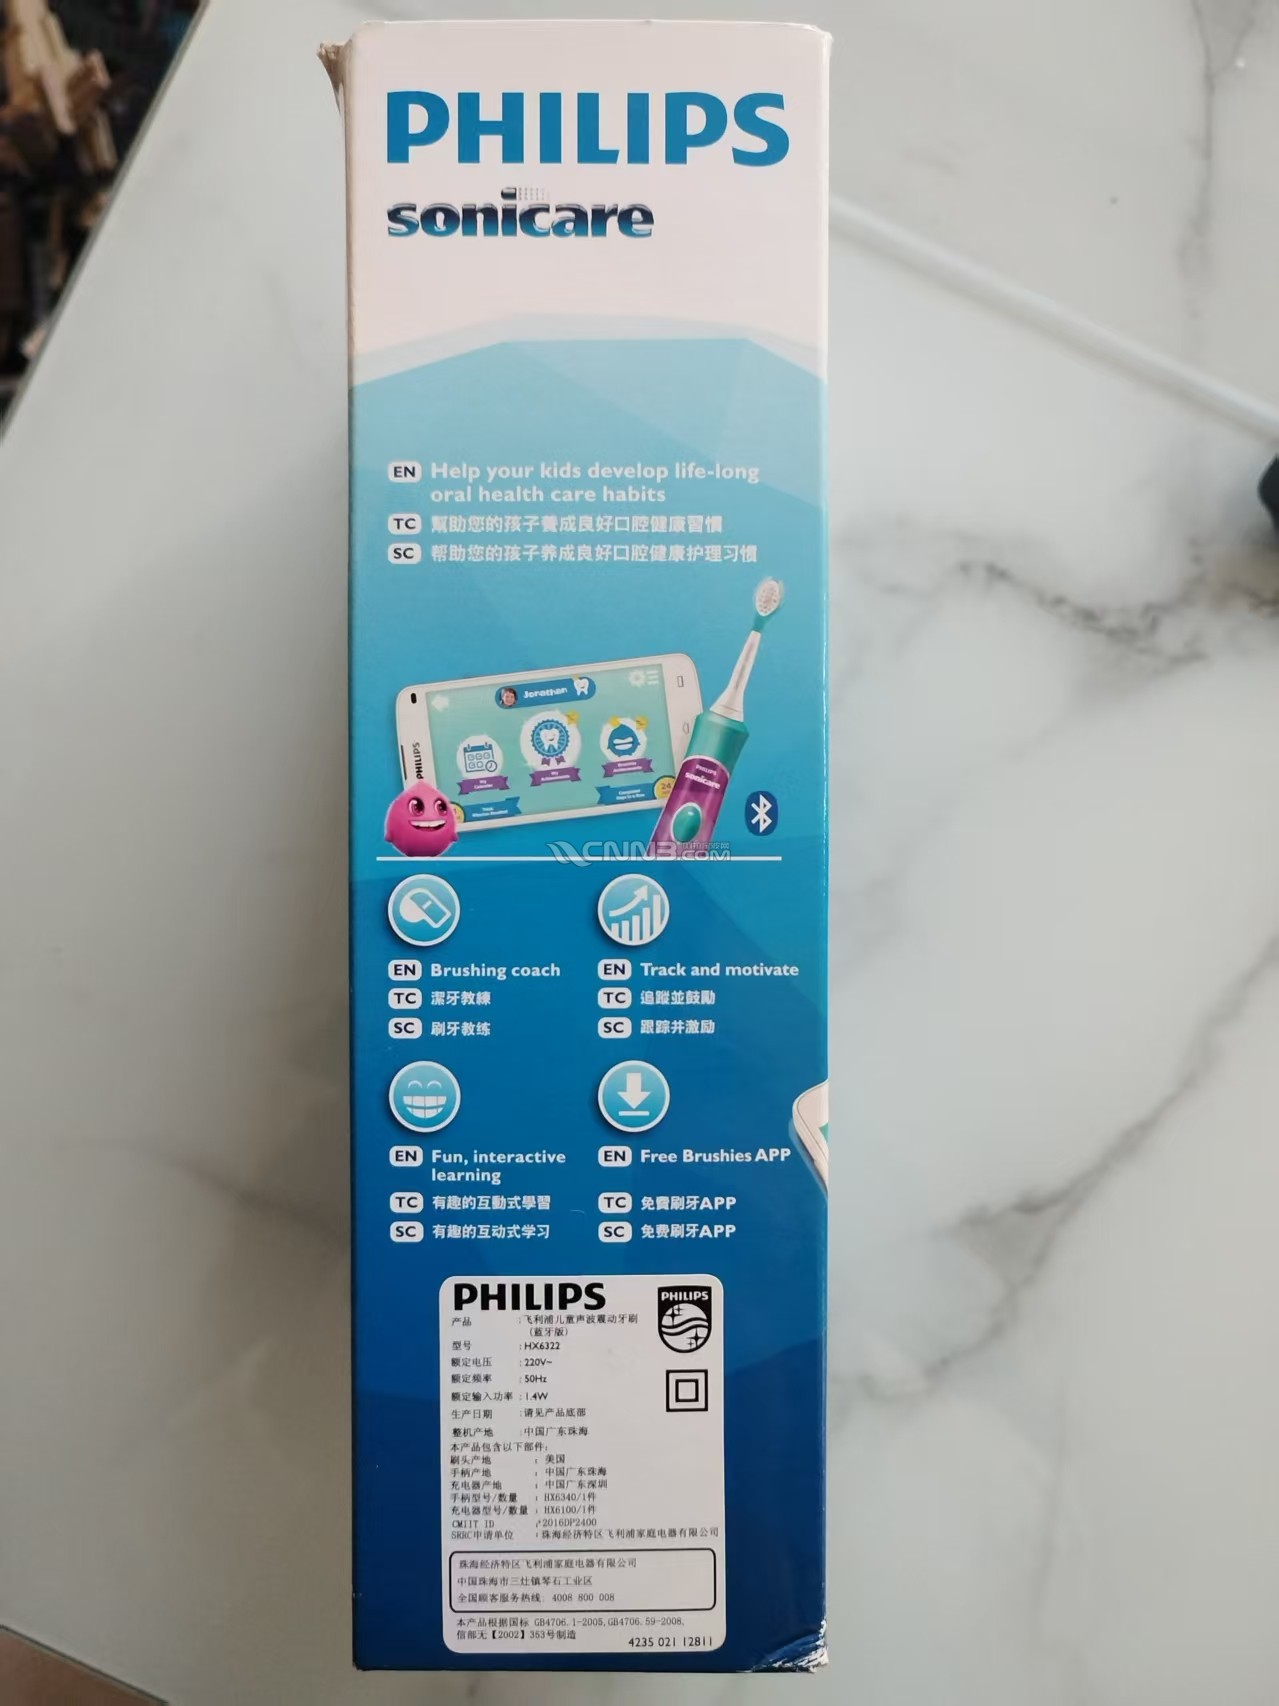 PHILIPS
sonicare
EN Help your kids develop life-long
oral health care habits
TC 幫助您的孩子養成良好口腔健康習慣
SC 帮助您的孩子养成良好口腔健康护理习惯
Jonathan
PHILIPS
My
Calendar
My
Achievements
PHILIPS
sonicare
24
CNNB.COM
EN Brushing coach
TC 潔牙教練
SC 刷牙教练
EN Track and motivate
TC 追蹤並鼓勵
SC 跟踪并激励
EN Fun, interactive
learning
TC 有趣的互動式學習
SC 有趣的互动式学习
EN Free Brushies APP
TC 免費刷牙APP
SC 免费刷牙APP
PHILIPS
PHILIPS
产品 :飞利浦儿童声波震动牙刷
(蓝牙版)
型号 :HX6322
额定电压 :220V~
额定频率 :50Hz
额定输入功率 :1.4W
生产日期 :请见产品底部
整机产地 :中国广东珠海
本产品包含以下部件:
刷头产地 :美国
手柄产地 :中国广东珠海
充电器产地 :中国广东深圳
手柄型号/数量 :HX6340/1件
充电器型号/数量 :HX6100/1件
CMIIT ID :2016DP2400
SRRC申请单位 :珠海经济特区飞利浦家庭电器有限公司
珠海经济特区飞利浦家庭电器有限公司
中国珠海市三灶镇琴石工业区
全国顾客服务热线: 4008 800 008
本产品根据国标 GB4706.1-2005,GB4706.59-2008,
信部无【2002】353号制造
4235 021 12811